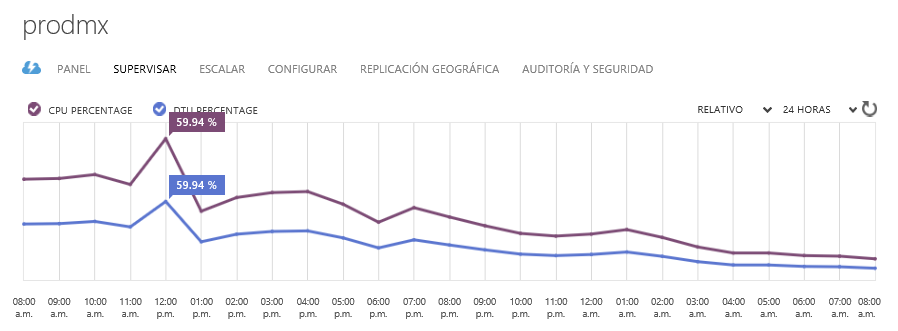 prodmx
PANEL SUPERVISAR ESCALAR CONFIGURAR REPLICACIÓN GEOGRÁFICA AUDITORÍA Y SEGURIDAD
CPU PERCENTAGE DTU PERCENTAGE RELATIVO 24 HORAS
59.94 %
59.94 %
08:00 09:00 10:00 11:00 12:00 01:00 02:00 03:00 04:00 05:00 06:00 07:00 08:00 09:00 10:00 11:00 12:00 01:00 02:00 03:00 04:00 05:00 06:00 07:00 08:00
a.m. a.m. a.m. a.m. p.m. p.m. p.m. p.m. p.m. p.m. p.m. p.m. p.m. p.m. p.m. p.m. a.m. a.m. a.m. a.m. a.m. a.m. a.m. a.m. a.m.